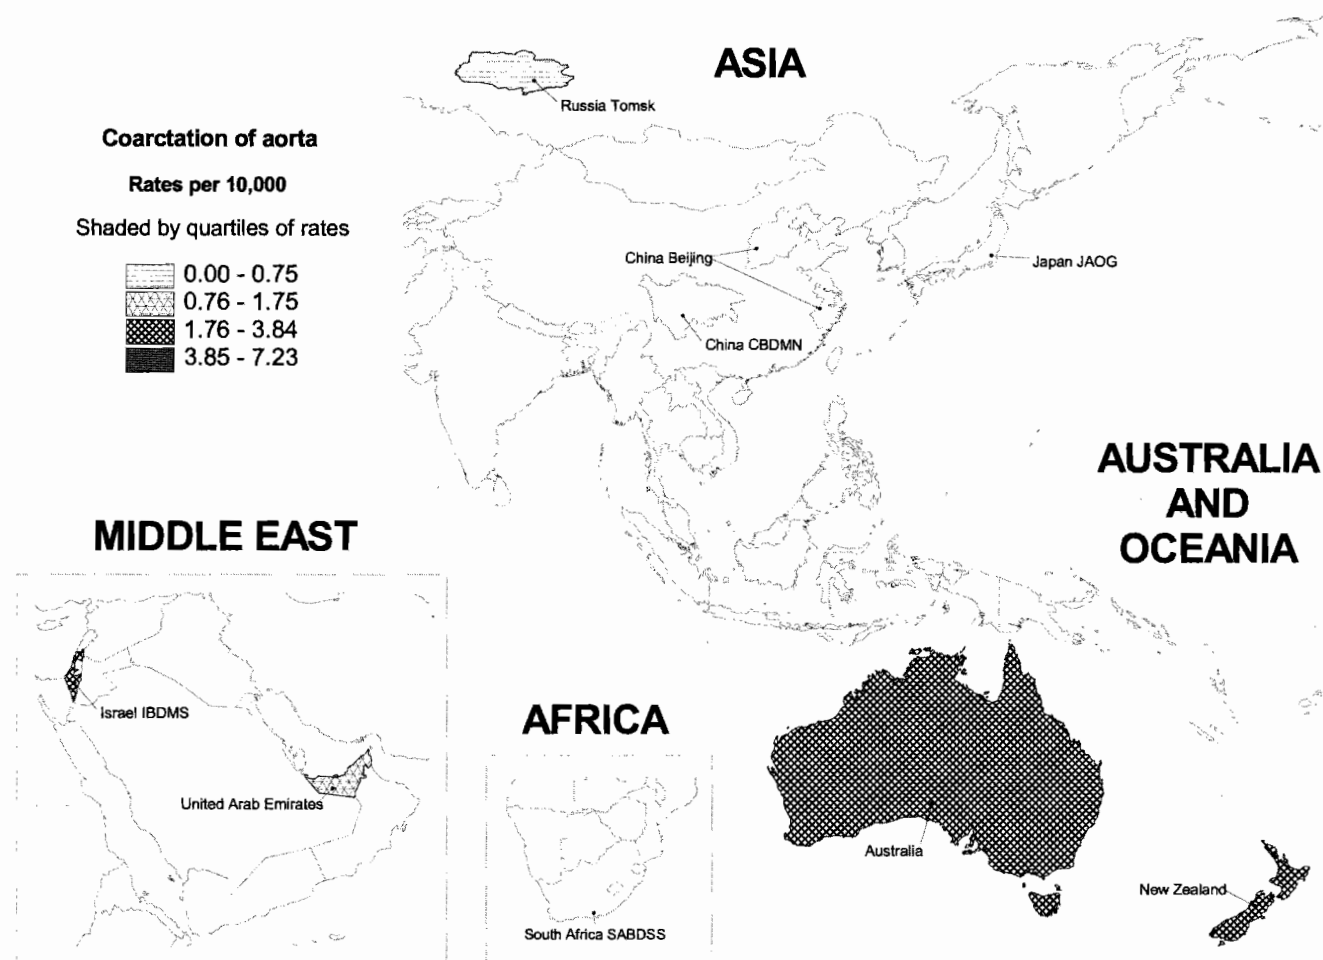 ASIA
Russia Tomsk
Coarctation of aorta
Rates per 10,000
Shaded by quartiles of rates
0.00 - 0.75
0.76 - 1.75
1.76 - 3.84
3.85 - 7.23
China Beijing
Japan JAOG
China CBDMN
AUSTRALIA
AND
OCEANIA
MIDDLE EAST
Israel IBDMS
United Arab Emirates
AFRICA
South Africa SABDSS
Australia
New Zealand